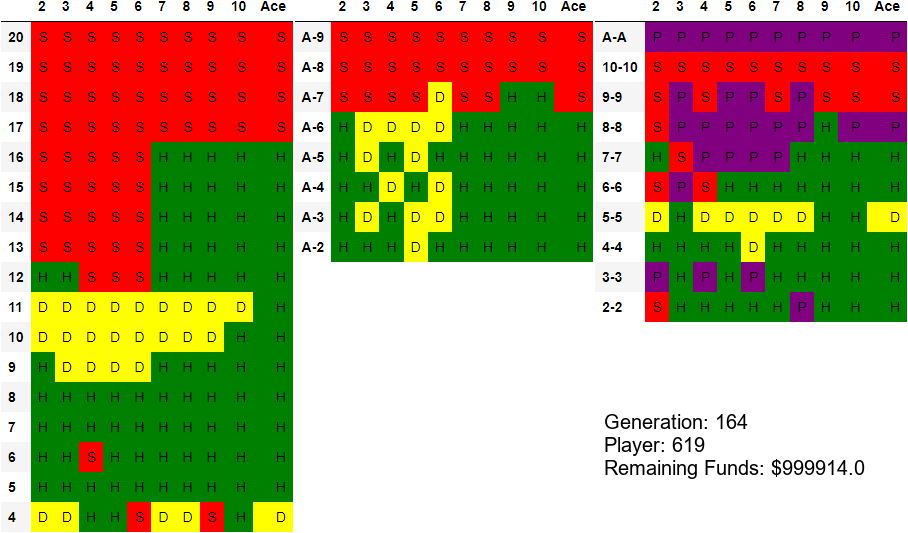 2 3 4 5 6 7 8 9 10 Ace
20 S S S S S S S S S S
19 S S S S S S S S S S
18 S S S S S S S S S S
17 S S S S S S S S S S
16 S S S S S H H H H H
15 S S S S S H H H H H
14 S S S S S H H H H H
13 S S S S S H H H H H
12 H H S S S H H H H H
11 D D D D D D D D D H
10 D D D D D D D D H H
9 H D D D D H H H H H
8 H H H H H H H H H H
7 H H H H H H H H H H
6 H H S H H H H H H H
5 H H H H H H H H H H
4 D D H H S D D S H D
2 3 4 5 6 7 8 9 10 Ace
A-9 S S S S S S S S S S
A-8 S S S S S S S S S S
A-7 S S S S D S S H H S
A-6 H D D D D H H H H H
A-5 H D H D H H H H H H
A-4 H H D H D H H H H H
A-3 H D H D D H H H H H
A-2 H H H D H H H H H H
2 3 4 5 6 7 8 9 10 Ace
A-A P P P P P P P P P P
10-10 S S S S S S S S S S
9-9 S P S P P S P S S S
8-8 S P P P P P P H P P
7-7 H S P P P P H H H H
6-6 S P S H H H H H H H
5-5 D H D D D D D H H D
4-4 H H H H D H H H H H
3-3 P H P H P H H H H H
2-2 S H H H H H P H H H
Generation: 164
Player: 619
Remaining Funds: $999914.0